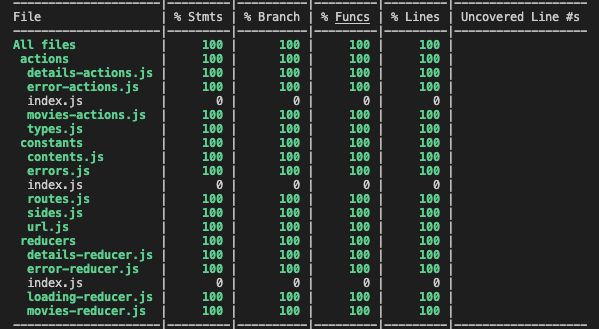 File | % Stmts | % Branch | % Funcs | % Lines | Uncovered Line #s
All files | 100 | 100 | 100 | 100 |
actions | 100 | 100 | 100 | 100 |
details-actions.js | 100 | 100 | 100 | 100 |
error-actions.js | 100 | 100 | 100 | 100 |
index.js | 0 | 0 | 0 | 0 |
movies-actions.js | 100 | 100 | 100 | 100 |
types.js | 100 | 100 | 100 | 100 |
constants | 100 | 100 | 100 | 100 |
contents.js | 100 | 100 | 100 | 100 |
errors.js | 100 | 100 | 100 | 100 |
index.js | 0 | 0 | 0 | 0 |
routes.js | 100 | 100 | 100 | 100 |
sides.js | 100 | 100 | 100 | 100 |
url.js | 100 | 100 | 100 | 100 |
reducers | 100 | 100 | 100 | 100 |
details-reducer.js | 100 | 100 | 100 | 100 |
error-reducer.js | 100 | 100 | 100 | 100 |
index.js | 0 | 0 | 0 | 0 |
loading-reducer.js | 100 | 100 | 100 | 100 |
movies-reducer.js | 100 | 100 | 100 | 100 |